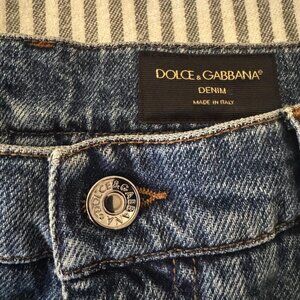 DOLCE & GABBANA®
DENIM
MADE IN ITALY
DOLCE&GABBANA